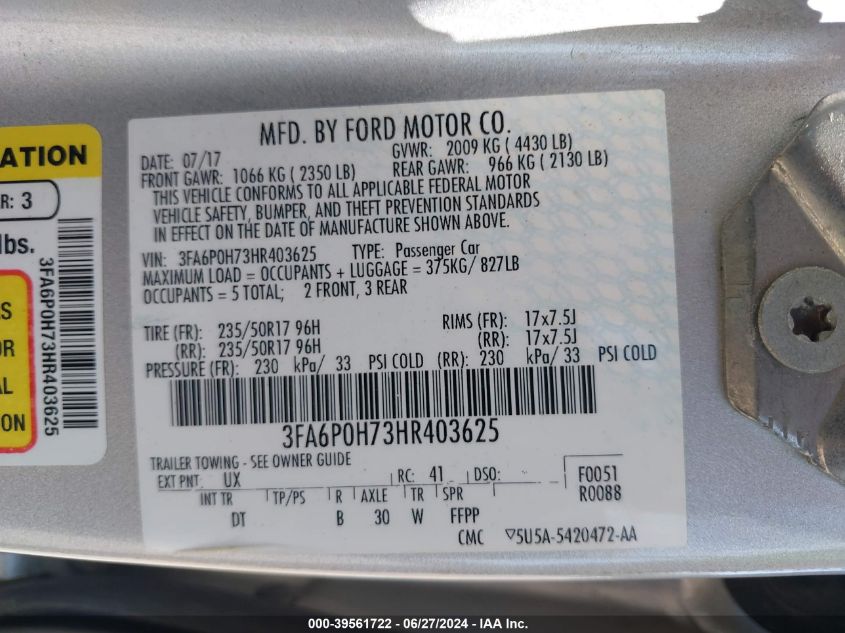 MFD. BY FORD MOTOR CO.
DATE: 07/17 GVWR: 2009 KG ( 4430 LB)
FRONT GAWR: 1066 KG ( 2350 LB) REAR GAWR: 966 KG ( 2130 LB)
THIS VEHICLE CONFORMS TO ALL APPLICABLE FEDERAL MOTOR
VEHICLE SAFETY, BUMPER, AND THEFT PREVENTION STANDARDS
IN EFFECT ON THE DATE OF MANUFACTURE SHOWN ABOVE.
VIN: 3FA6P0H73HR403625 TYPE: Passenger Car
MAXIMUM LOAD = OCCUPANTS + LUGGAGE = 375KG/ 827LB
OCCUPANTS = 5 TOTAL; 2 FRONT, 3 REAR
TIRE (FR): 235/50R17 96H RIMS (FR): 17x7.5J
(RR): 235/50R17 96H (RR): 17x7.5J
PRESSURE (FR): 230 kPa/ 33 PSI COLD (RR): 230 kPa/ 33 PSI COLD
3FA6P0H73HR403625
TRAILER TOWING - SEE OWNER GUIDE
EXT PNT: UX RC: 41 DSO: F0051
R0088
INT TR TP/PS R AXLE TR SPR
DT B 30 W FFPP
CMC 5U5A-5420472-AA
ATION
R: 3
lbs.
3FA6P0H73HR403625
S
OR
AL
ON
000-39561722 - 06/27/2024 - IAA Inc.